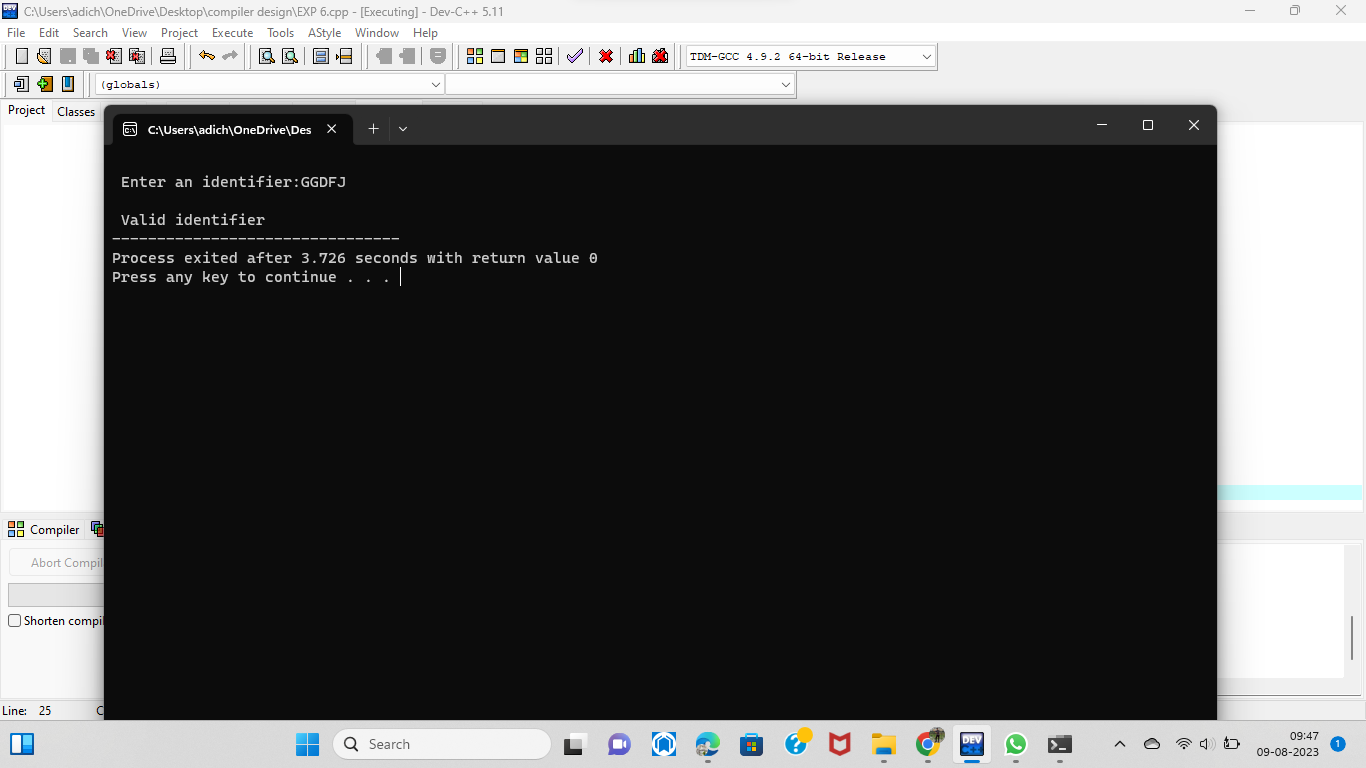 C:\Users\adich\OneDrive\Desktop\compiler design\EXP 6.cpp - [Executing] - Dev-C++ 5.11
File Edit Search View Project Execute Tools AStyle Window Help
TDM-GCC 4.9.2 64-bit Release
(globals)
Project Classes
C:\Users\adich\OneDrive\Des
Enter an identifier:GGDFJ
Valid identifier
--------------------------------
Process exited after 3.726 seconds with return value 0
Press any key to continue . . .
Compiler
Abort Compil
Shorten compil
Line: 25 C
Search
DEV
09:47
09-08-2023
1